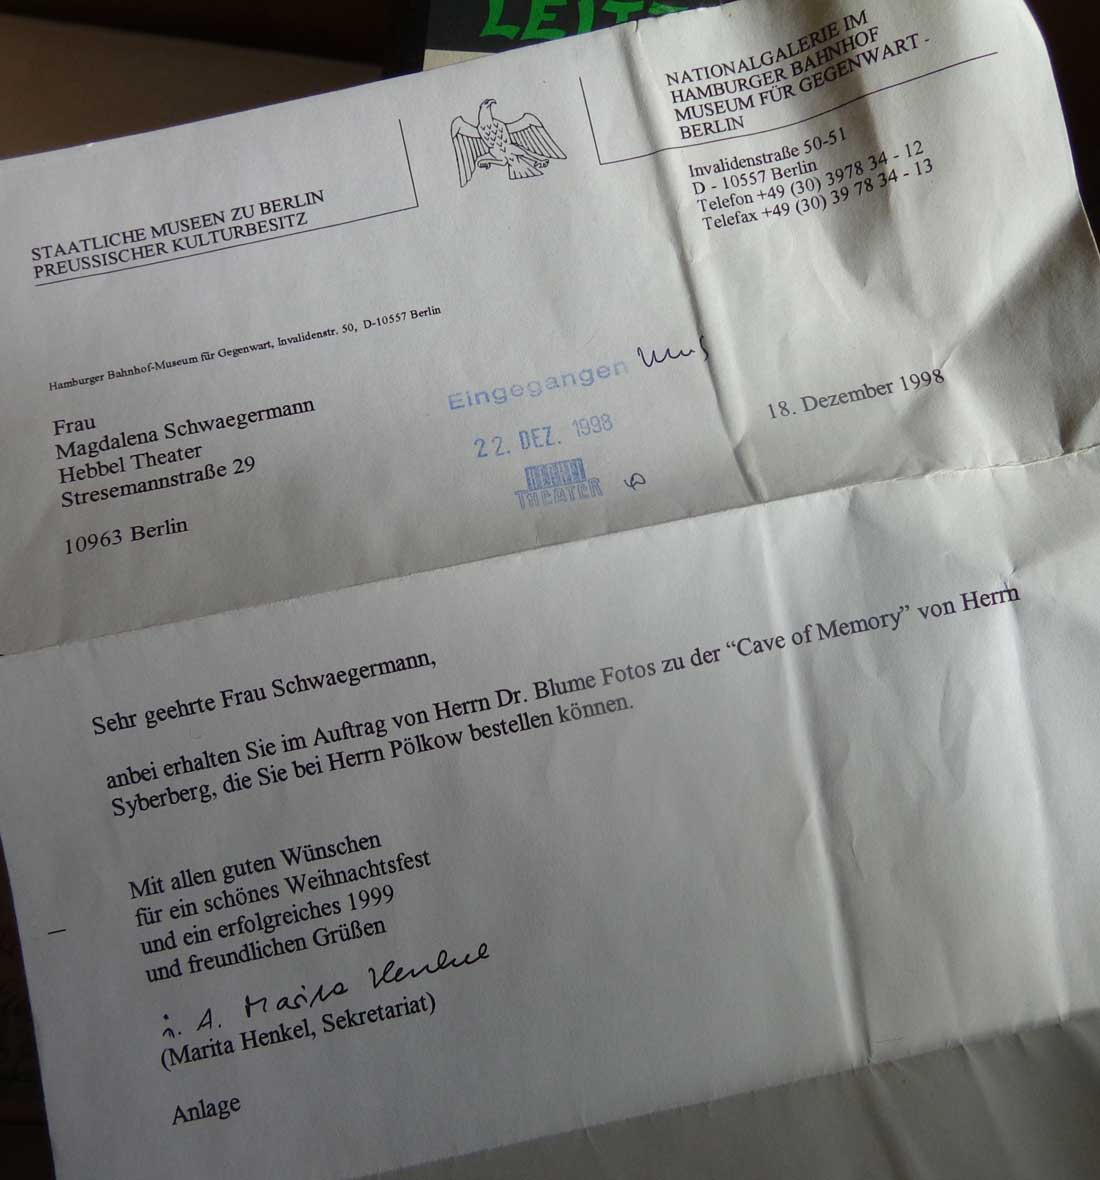 STAATLICHE MUSEEN ZU BERLIN
PREUSSISCHER KULTURBESITZ
NATIONALGALERIE IM
HAMBURGER BAHNHOF
MUSEUM FÜR GEGENWART -
BERLIN
Invalidenstraße 50-51
D - 10557 Berlin
Telefon +49 (30) 3978 34 - 12
Telefax +49 (30) 39 78 34 - 13
Hamburger Bahnhof-Museum für Gegenwart, Invalidenstr. 50, D-10557 Berlin
Frau
Magdalena Schwaegermann
Hebbel Theater
Stresemannstraße 29
10963 Berlin
Eingegangen
22. DEZ. 1998
HEBBEL
THEATER
18. Dezember 1998
Sehr geehrte Frau Schwaegermann,
anbei erhalten Sie im Auftrag von Herrn Dr. Blume Fotos zu der “Cave of Memory” von Herrn
Syberberg, die Sie bei Herrn Pölkow bestellen können.
Mit allen guten Wünschen
für ein schönes Weihnachtsfest
und ein erfolgreiches 1999
und freundlichen Grüßen
i. A. Marita Henkel
(Marita Henkel, Sekretariat)
Anlage